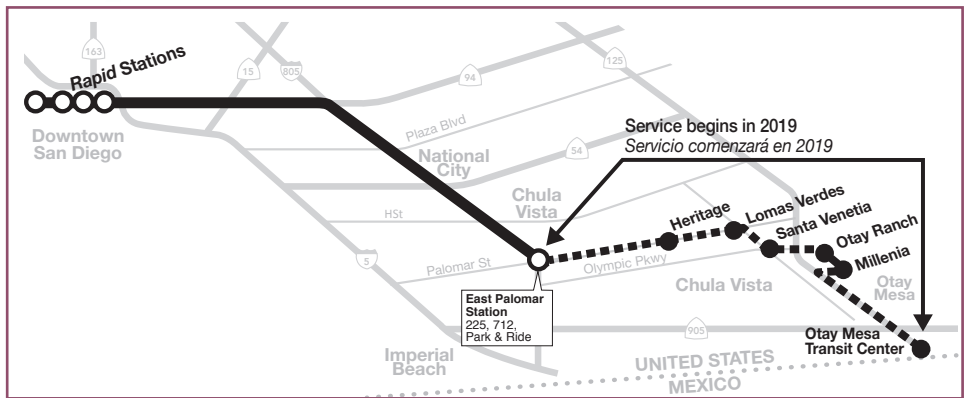 163
Rapid Stations
15
805
94
125
Downtown
San Diego
Plaza Blvd
National
City
54
Service begins in 2019
Servicio comenzará en 2019
Chula
Vista
H St
Heritage
Lomas Verdes
Santa Venetia
Otay Ranch
Millenia
5
Palomar St
Olympic Pkwy
Chula Vista
Otay
Mesa
East Palomar
Station
225, 712,
Park & Ride
905
Otay Mesa
Transit Center
Imperial
Beach
UNITED STATES
MEXICO